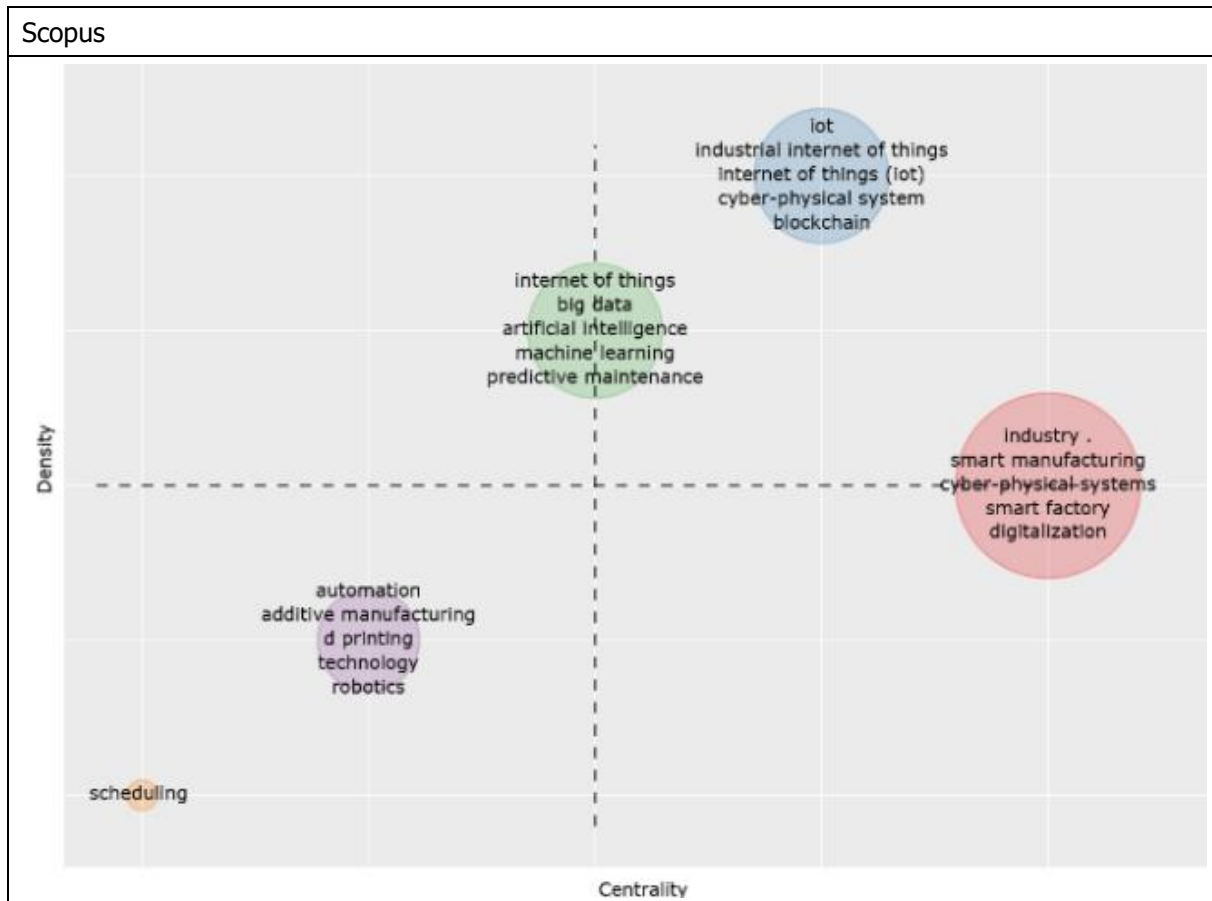 Scopus
iot
industrial internet of things
internet of things (iot)
cyber-physical system
blockchain
internet of things
big data
artificial intelligence
machine learning
predictive maintenance
industry .
smart manufacturing
cyber-physical systems
smart factory
digitalization
Density
automation
additive manufacturing
d printing
technology
robotics
scheduling
Centrality